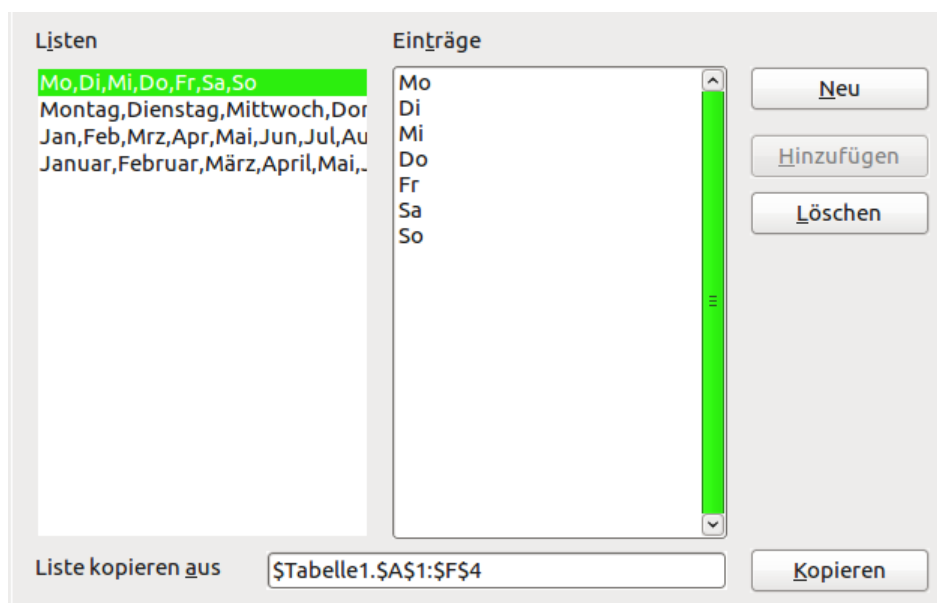 Listen
Mo,Di,Mi,Do,Fr,Sa,So
Montag,Dienstag,Mittwoch,Don
Jan,Feb,Mrz,Apr,Mai,Jun,Jul,Au
Januar,Februar,März,April,Mai,
Einträge
Mo
Di
Mi
Do
Fr
Sa
So
Neu
Hinzufügen
Löschen
Liste kopieren aus
$Tabelle1.$A$1:$F$4
Kopieren